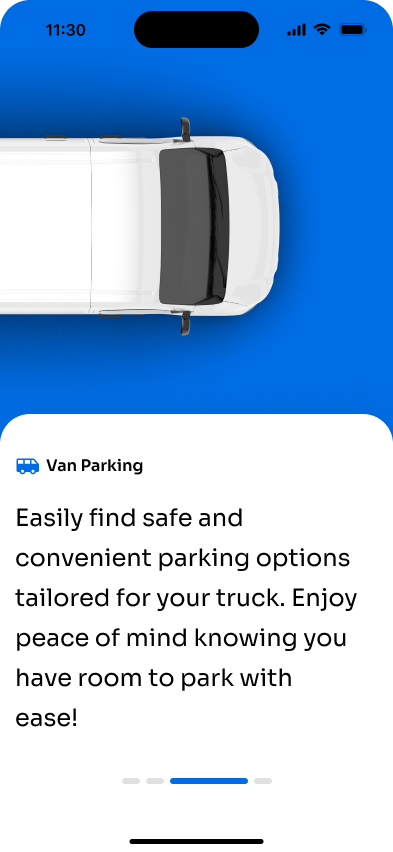 11:30
Van Parking
Easily find safe and
convenient parking options
tailored for your truck. Enjoy
peace of mind knowing you
have room to park with
ease!